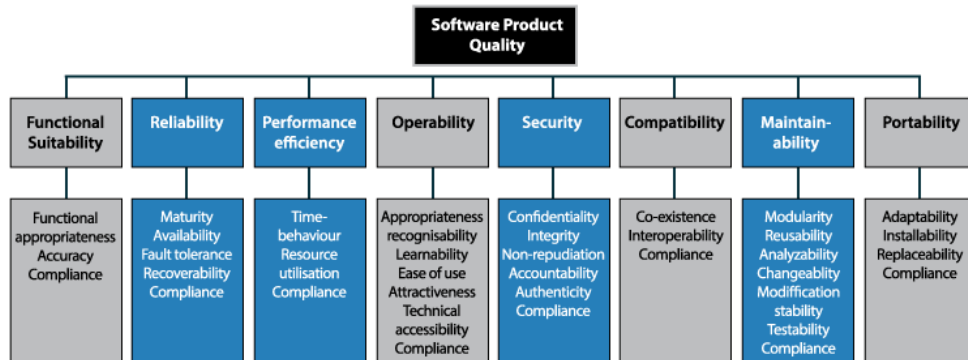 Software Product
Quality
Functional
Suitability
Reliability
Performance
efficiency
Operability
Security
Compatibility
Maintain-
ability
Portability
Functional
appropriateness
Accuracy
Compliance
Maturity
Availability
Fault tolerance
Recoverability
Compliance
Time-
behaviour
Resource
utilisation
Compliance
Appropriateness
recognisability
Learnability
Ease of use
Attractiveness
Technical
accessibility
Compliance
Confidentiality
Integrity
Non-repudiation
Accountability
Authenticity
Compliance
Co-existence
Interoperability
Compliance
Modularity
Reusability
Analyzability
Changeablity
Modiffication
stability
Testability
Compliance
Adaptability
Installability
Replaceability
Compliance